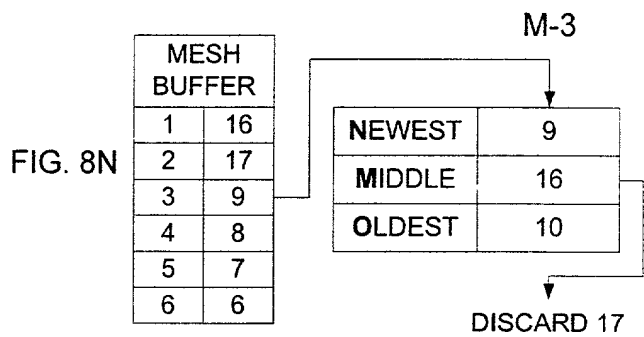 M-3
MESH
BUFFER
1 16
2 17
3 9
4 8
5 7
6 6
FIG. 8N
NEWEST 9
MIDDLE 16
OLDEST 10
DISCARD 17